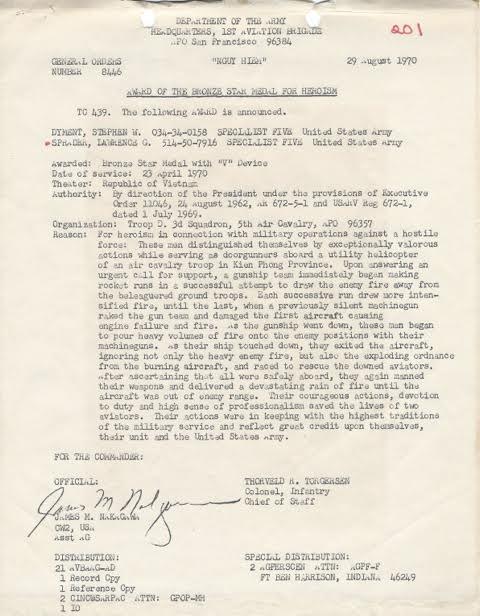 DEPARTMENT OF THE ARMY
HEADQUARTERS, 1ST AVIATION BRIGADE
APO San Francisco 96384
201
GENERAL ORDERS "NGUY HIEM" 29 August 1970
NUMBER 8446
AWARD OF THE BRONZE STAR MEDAL FOR HEROISM
TC 439. The following AWARD is announced.
DYMENT, STEPHEN W. 034-34-0158 SPECIALIST FIVE United States Army
SPRADER, LAWRENCE G. 514-50-7916 SPECIALIST FIVE United States Army
Awarded: Bronze Star Medal with "V" Device
Date of service: 23 April 1970
Theater: Republic of Vietnam
Authority: By direction of the President under the provisions of Executive
Order 11046, 24 August 1962, AR 672-5-1 and USARV Reg 672-1,
dated 1 July 1969.
Organization: Troop D. 3d Squadron, 5th Air Cavalry, APO 96357
Reason: For heroism in connection with military operations against a hostile
force: These men distinguished themselves by exceptionally valorous
actions while serving as doorgunners aboard a utility helicopter
of an air cavalry troop in Kien Phong Province. Upon answering an
urgent call for support, a gunship team immediately began making
rocket runs in a successful attempt to draw the enemy fire away from
the beleaguered ground troops. Each successive run drew more inten-
sified fire, until the last, when a previously silent machinegun
raked the gun team and damaged the first aircraft causing
engine failure and fire. As the gunship went down, these men began
to pour heavy volumes of fire onto the enemy positions with their
machineguns. As their ship touched down, they exited the aircraft,
ignoring not only the heavy enemy fire, but also the exploding ordnance
from the burning aircraft, and raced to rescue the downed aviators.
After ascertaining that all were safely aboard, they again manned
their weapons and delivered a devastating rain of fire until the
aircraft was out of enemy range. Their courageous actions, devotion
to duty and high sense of professionalism saved the lives of two
aviators. Their actions were in keeping with the highest traditions
of the military service and reflect great credit upon themselves,
their unit and the United States Army.
FOR THE COMMANDER:
OFFICIAL: THORVELD R. TORGERSEN
Colonel, Infantry
Chief of Staff
JAMES M. NAKAGAWA
CW2, USA
Asst AG
DISTRIBUTION: SPECIAL DISTRIBUTION:
21 AVBAGG-AD 2 AGPERSCEN ATTN: AGPF-F
1 Record Cpy FT BEN HARRISON, INDIANA 46249
1 Reference Cpy
2 CINCUSARPAC ATTN: GPOP-MH
1 IO